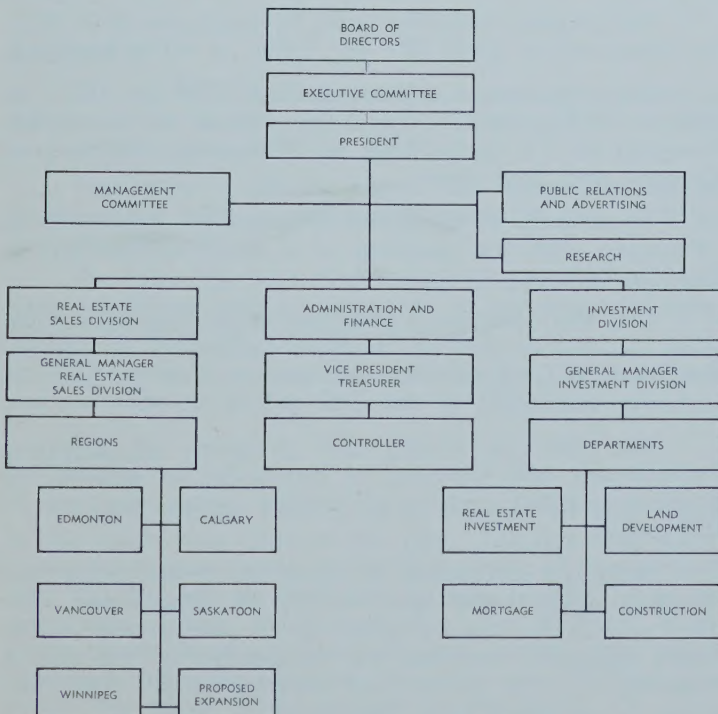 BOARD OF
DIRECTORS
EXECUTIVE COMMITTEE
PRESIDENT
MANAGEMENT
COMMITTEE
PUBLIC RELATIONS
AND ADVERTISING
RESEARCH
REAL ESTATE
SALES DIVISION
ADMINISTRATION AND
FINANCE
INVESTMENT
DIVISION
GENERAL MANAGER
REAL ESTATE
SALES DIVISION
VICE PRESIDENT
TREASURER
GENERAL MANAGER
INVESTMENT DIVISION
REGIONS
CONTROLLER
DEPARTMENTS
EDMONTON
CALGARY
REAL ESTATE
INVESTMENT
LAND
DEVELOPMENT
VANCOUVER
SASKATOON
MORTGAGE
CONSTRUCTION
WINNIPEG
PROPOSED
EXPANSION